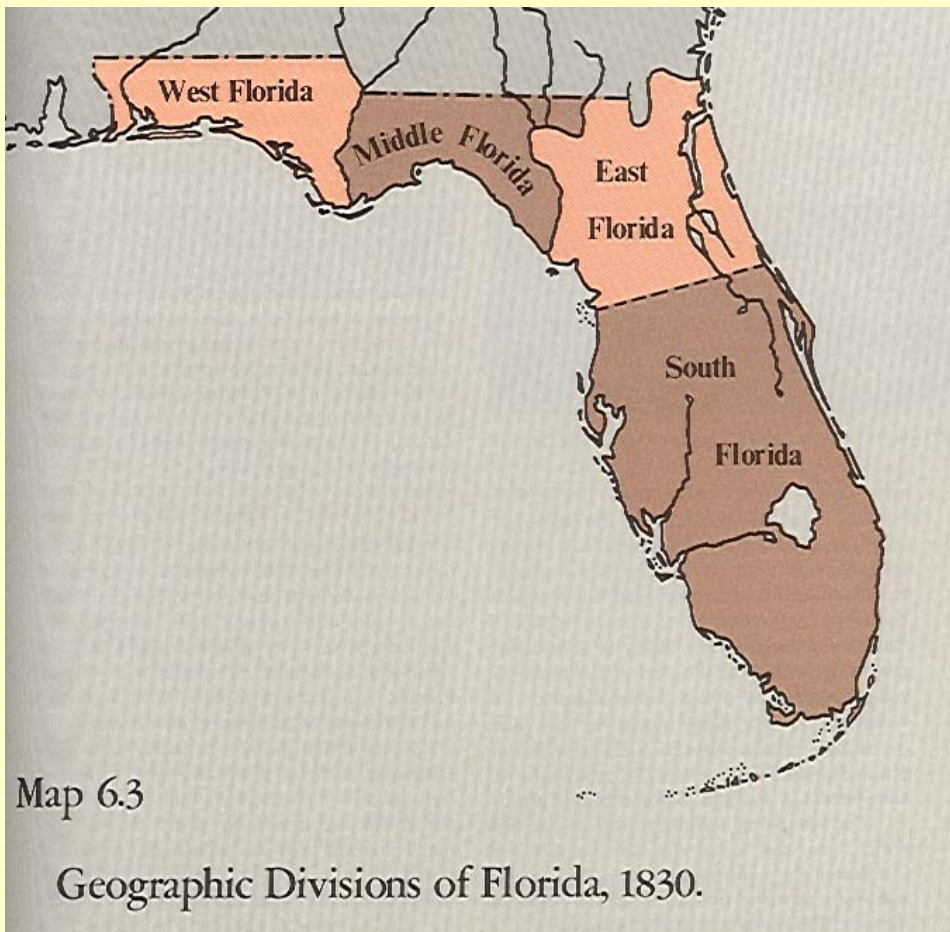 West Florida
Middle Florida
East
Florida
South
Florida
Map 6.3
Geographic Divisions of Florida, 1830.